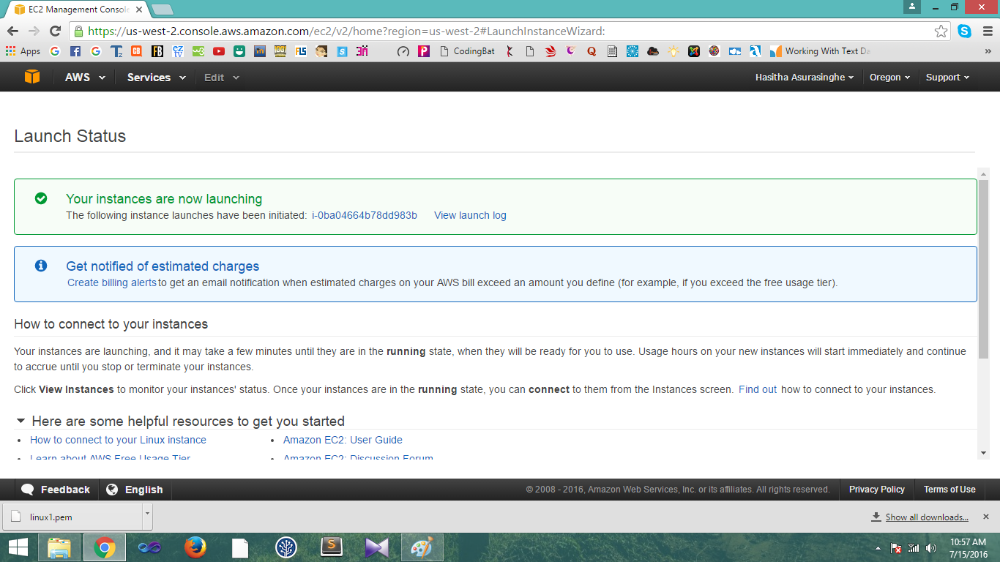 EC2 Management Console
https://us-west-2.console.aws.amazon.com/ec2/v2/home?region=us-west-2#LaunchInstanceWizard:
Apps
CodingBat
Working With Text Da
AWS Services Edit Hasitha Asurasinghe Oregon Support
Launch Status
Your instances are now launching
The following instance launches have been initiated: i-0ba04664b78dd983b View launch log
Get notified of estimated charges
Create billing alerts to get an email notification when estimated charges on your AWS bill exceed an amount you define (for example, if you exceed the free usage tier).
How to connect to your instances
Your instances are launching, and it may take a few minutes until they are in the running state, when they will be ready for you to use. Usage hours on your new instances will start immediately and continue
to accrue until you stop or terminate your instances.
Click View Instances to monitor your instances' status. Once your instances are in the running state, you can connect to them from the Instances screen. Find out how to connect to your instances.
Here are some helpful resources to get you started
• How to connect to your Linux instance • Amazon EC2: User Guide
• Learn about AWS Free Usage Tier • Amazon EC2: Discussion Forum
Feedback English © 2008 - 2016, Amazon Web Services, Inc. or its affiliates. All rights reserved. Privacy Policy Terms of Use
linux1.pem Show all downloads...
10:57 AM
7/15/2016